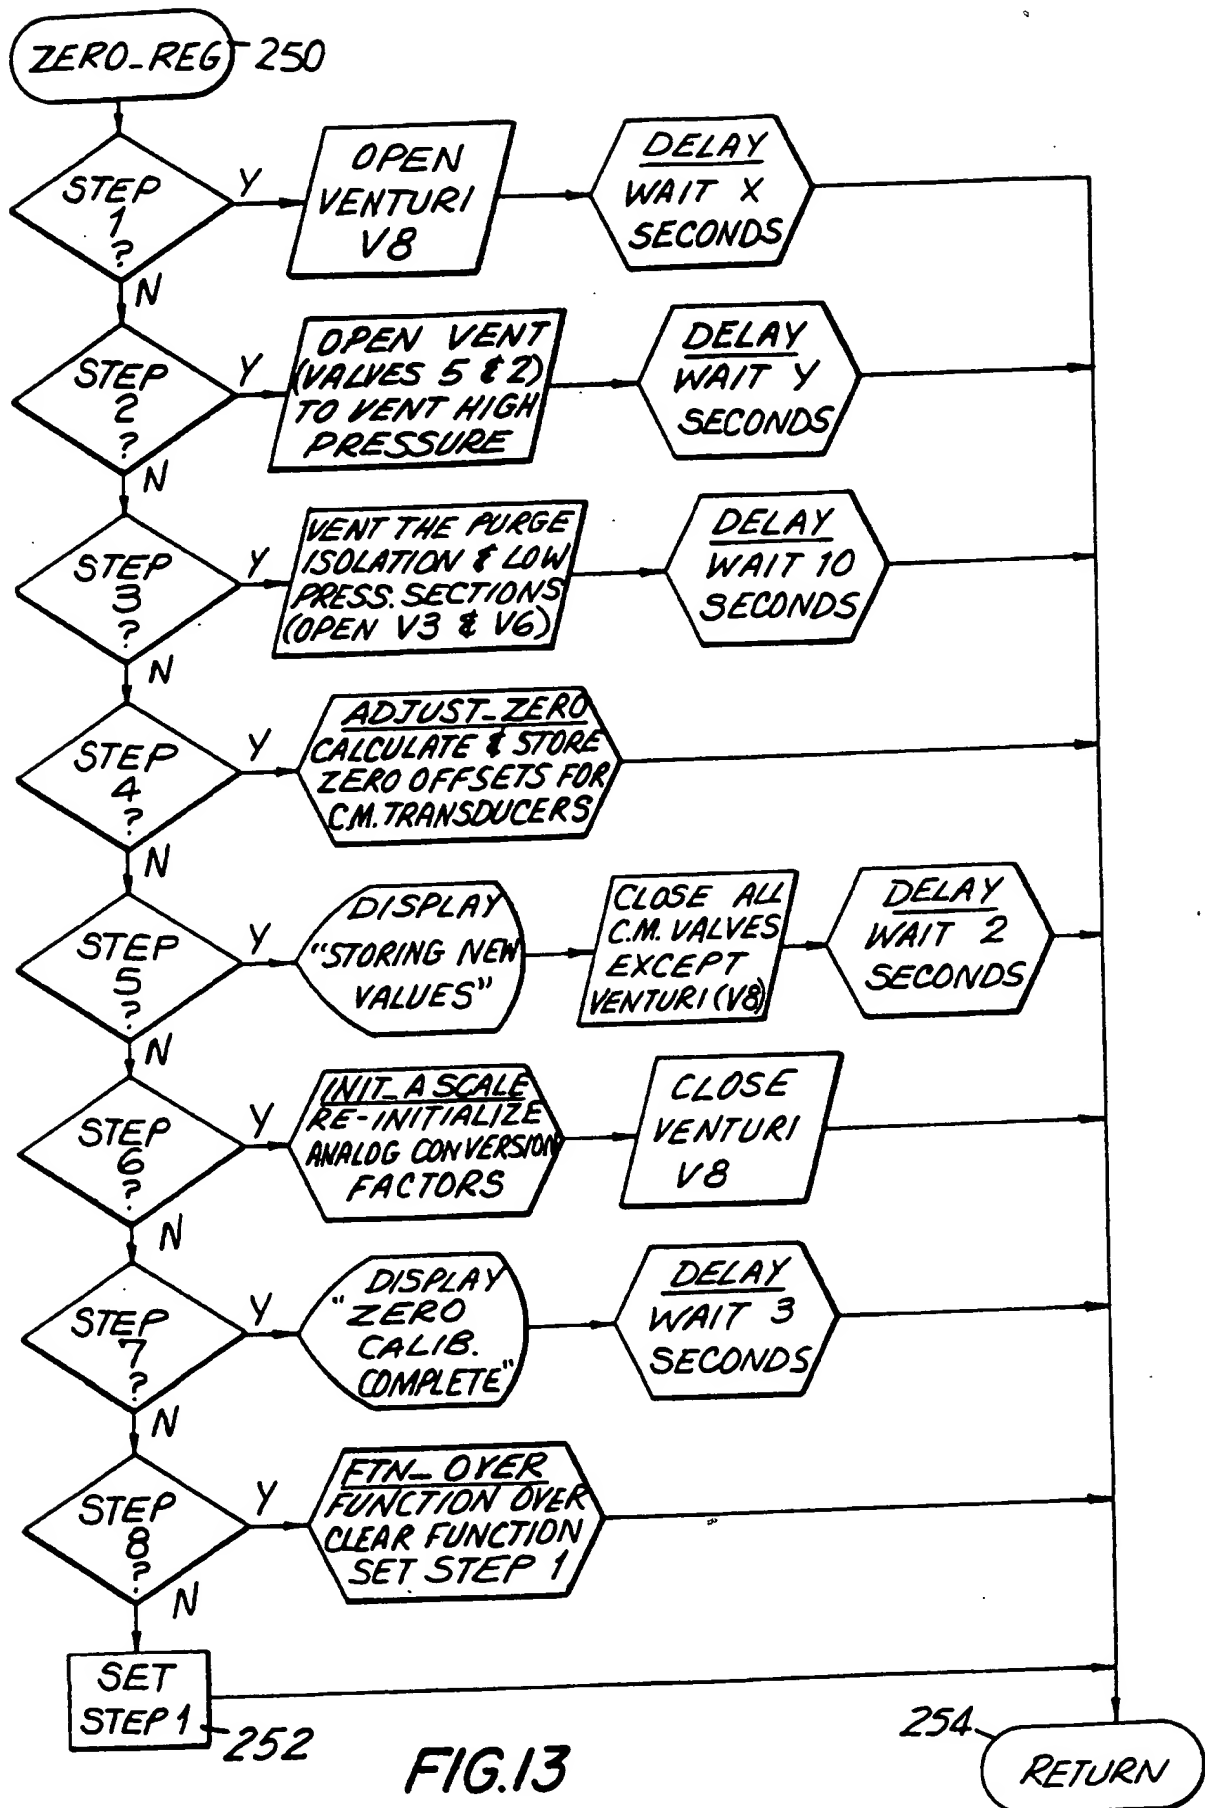 ZERO_REG 250
STEP
1
?
Y
N
OPEN
VENTURI
V8
DELAY
WAIT X
SECONDS
STEP
2
?
Y
N
OPEN VENT
(VALVES 5 & 2)
TO VENT HIGH
PRESSURE
DELAY
WAIT Y
SECONDS
STEP
3
?
Y
N
VENT THE PURGE
ISOLATION & LOW
PRESS. SECTIONS
(OPEN V3 & V6)
DELAY
WAIT 10
SECONDS
STEP
4
?
Y
N
ADJUST_ZERO
CALCULATE & STORE
ZERO OFFSETS FOR
C.M. TRANSDUCERS
STEP
5
?
Y
N
DISPLAY
"STORING NEW
VALUES"
CLOSE ALL
C.M. VALVES
EXCEPT
VENTURI (V8)
DELAY
WAIT 2
SECONDS
STEP
6
?
Y
N
INIT_A SCALE
RE-INITIALIZE
ANALOG CONVERSION
FACTORS
CLOSE
VENTURI
V8
STEP
7
?
Y
N
DISPLAY
"ZERO
CALIB.
COMPLETE"
DELAY
WAIT 3
SECONDS
STEP
8
?
Y
N
FTN_OVER
FUNCTION OVER
CLEAR FUNCTION
SET STEP 1
SET
STEP 1
252
254
RETURN
FIG.13